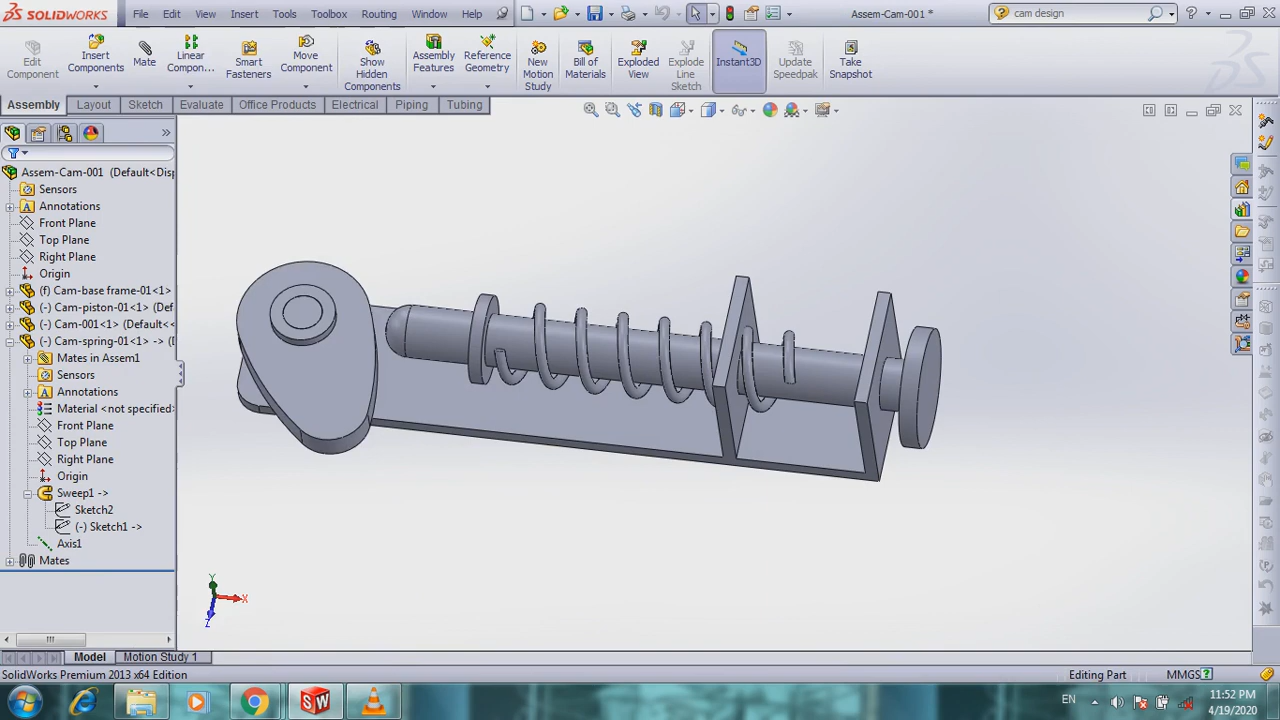 SOLIDWORKS File Edit View Insert Tools Toolbox Routing Window Help Assem-Cam-001 * cam design
Edit Component
Insert Components
Mate
Linear Compon...
Smart Fasteners
Move Component
Show Hidden Components
Assembly Features
Reference Geometry
New Motion Study
Bill of Materials
Exploded View
Explode Line Sketch
Instant3D
Update Speedpak
Take Snapshot
Assembly Layout Sketch Evaluate Office Products Electrical Piping Tubing
Assem-Cam-001 (Default<Disp
Sensors
Annotations
Front Plane
Top Plane
Right Plane
Origin
(f) Cam-base frame-01<1>
(-) Cam-piston-01<1> (Def
(-) Cam-001<1> (Default<<
(-) Cam-spring-01<1> -> (D
Mates in Assem1
Sensors
Annotations
Material <not specified>
Front Plane
Top Plane
Right Plane
Origin
Sweep1 ->
Sketch2
(-) Sketch1 ->
Axis1
Mates
Y
X
Z
Model Motion Study 1
SolidWorks Premium 2013 x64 Edition Editing Part MMGS
EN 11:52 PM
4/19/2020